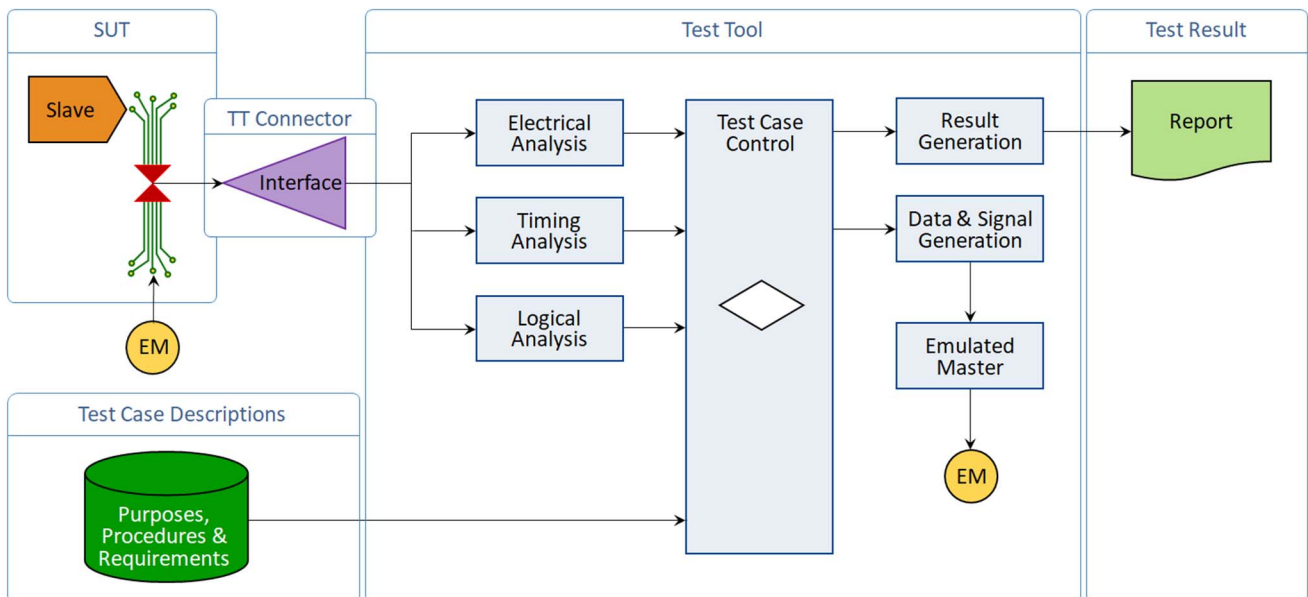 SUT
Test Tool
Test Result
Slave
TT Connector
Interface
EM
Electrical
Analysis
Timing
Analysis
Logical
Analysis
Test Case
Control
Result
Generation
Data & Signal
Generation
Emulated
Master
EM
Report
Test Case Descriptions
Purposes,
Procedures &
Requirements